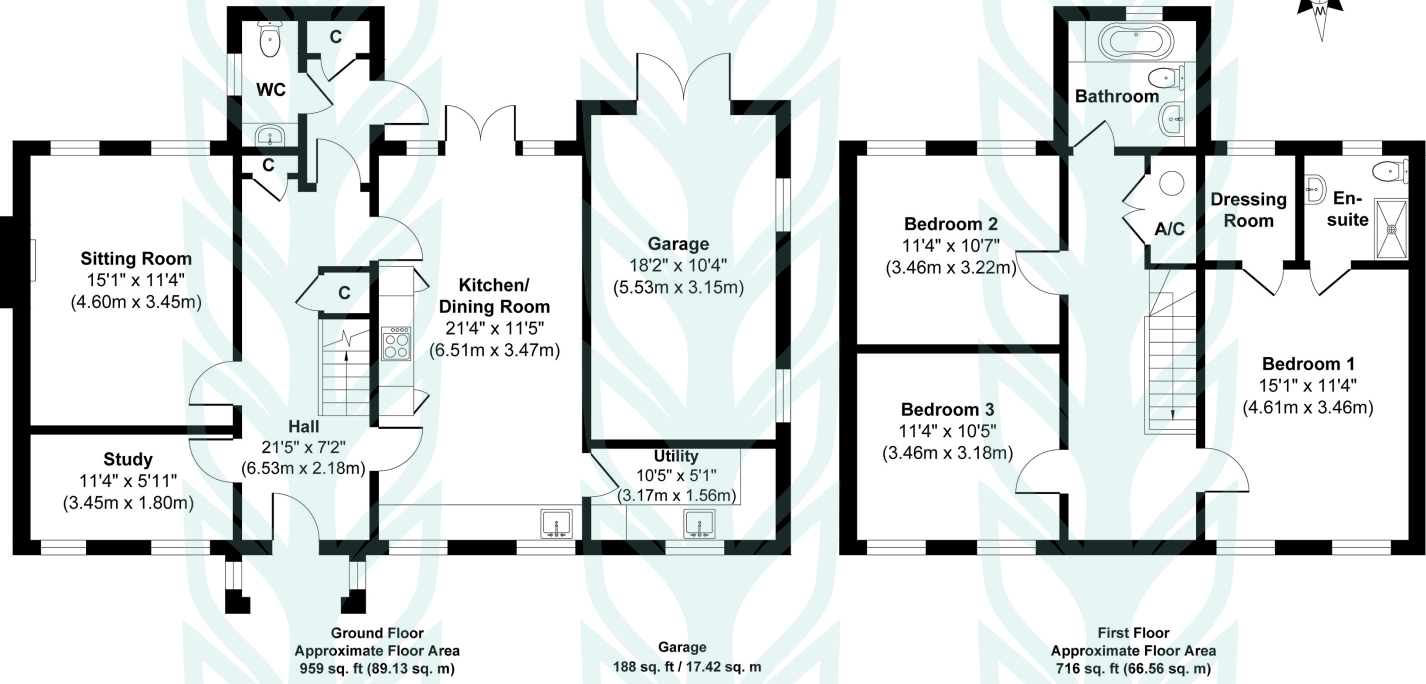 C
WC
C
Sitting Room
15'1" x 11'4"
(4.60m x 3.45m)
C
Kitchen/
Dining Room
21'4" x 11'5"
(6.51m x 3.47m)
Garage
18'2" x 10'4"
(5.53m x 3.15m)
Hall
21'5" x 7'2"
(6.53m x 2.18m)
Study
11'4" x 5'11"
(3.45m x 1.80m)
Utility
10'5" x 5'1"
(3.17m x 1.56m)
Ground Floor
Approximate Floor Area
959 sq. ft (89.13 sq. m)
Garage
188 sq. ft / 17.42 sq. m
W
Bathroom
Bedroom 2
11'4" x 10'7"
(3.46m x 3.22m)
A/C
Dressing
Room
En-
suite
Bedroom 1
15'1" x 11'4"
(4.61m x 3.46m)
Bedroom 3
11'4" x 10'5"
(3.46m x 3.18m)
First Floor
Approximate Floor Area
716 sq. ft (66.56 sq. m)